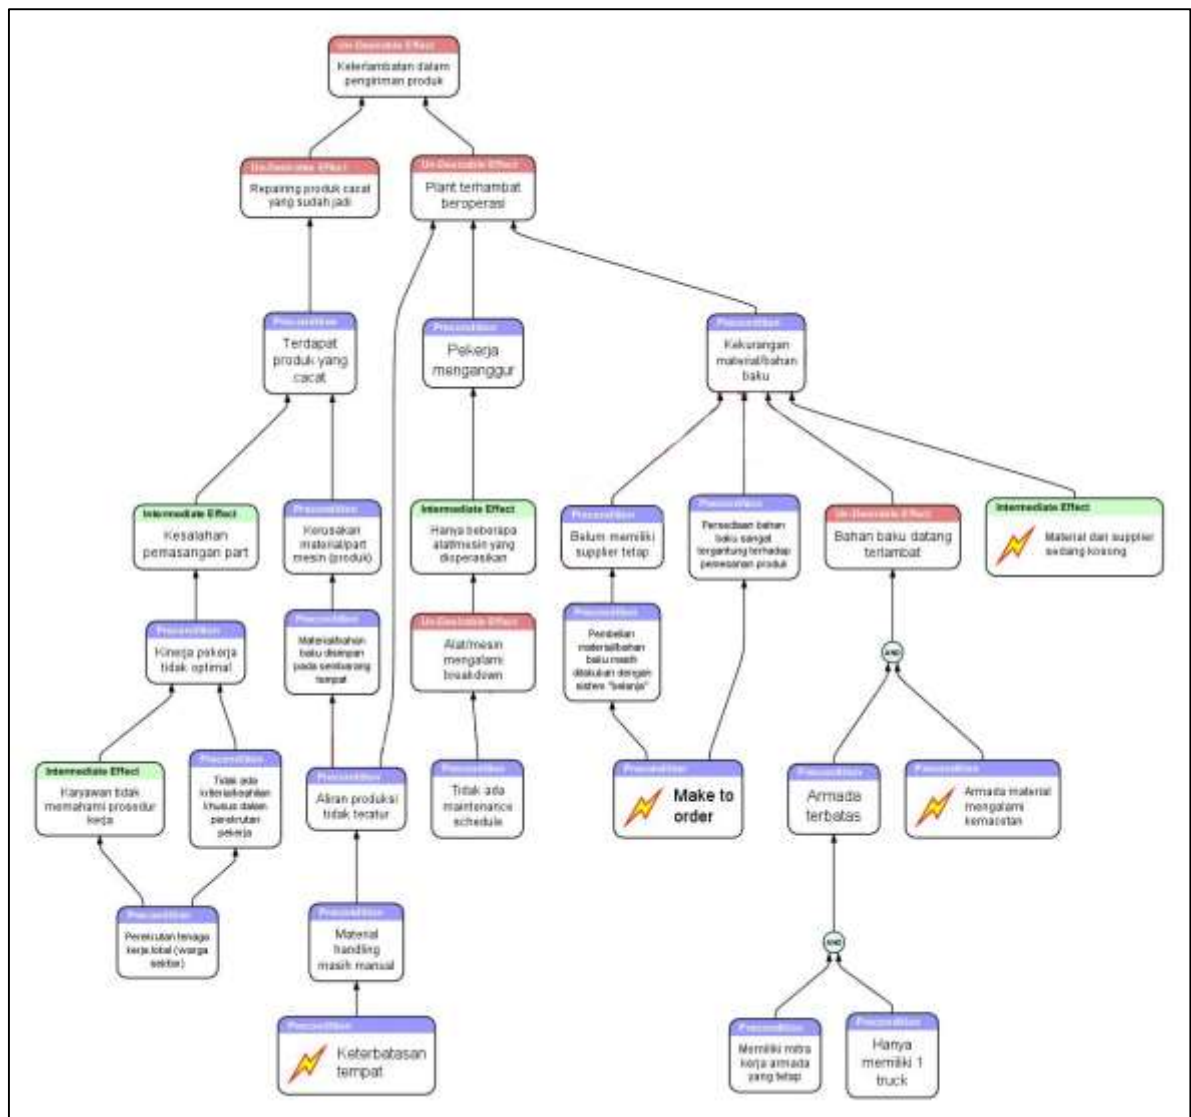 Un-Desirable Effect
Keterlambatan dalam
pengiriman produk
Un-Desirable Effect
Repairing produk cacat
yang sudah jadi
Un-Desirable Effect
Plant terhambat
beroperasi
Precondition
Terdapat
produk yang
cacat
Precondition
Pekerja
menganggur
Precondition
Kekurangan
material/bahan
baku
Intermediate Effect
Kesalahan
pemasangan part
Precondition
Kerusakan
material/part
mesin (produk)
Intermediate Effect
Hanya beberapa
alat/mesin yang
dioperasikan
Precondition
Belum memiliki
supplier tetap
Precondition
Persediaan bahan
baku sangat
tergantung terhadap
pemesanan produk
Un-Desirable Effect
Bahan baku datang
terlambat
Intermediate Effect
Material dari supplier
sedang kosong
Precondition
Kinerja pekerja
tidak optimal
Precondition
Material/bahan
baku disimpan
pada sembarang
tempat
Un-Desirable Effect
Alat/mesin
mengalami
breakdown
Precondition
Pembelian
material/bahan
baku masih
dilakukan dengan
sistem "belanja"
AND
Intermediate Effect
Karyawan tidak
memahami prosedur
kerja
Precondition
Tidak ada
kriteria/keahlian
khusus dalam
perekrutan
pekerja
Precondition
Aliran produksi
tidak teratur
Precondition
Tidak ada
maintenance
schedule
Precondition
Make to
order
Precondition
Armada
terbatas
Precondition
Armada material
mengalami
kemacetan
Precondition
Perekrutan tenaga
kerja lokal (warga
sekitar)
Precondition
Material
handling
masih manual
AND
Precondition
Keterbatasan
tempat
Precondition
Memiliki mitra
kerja armada
yang tetap
Precondition
Hanya
memiliki 1
truck